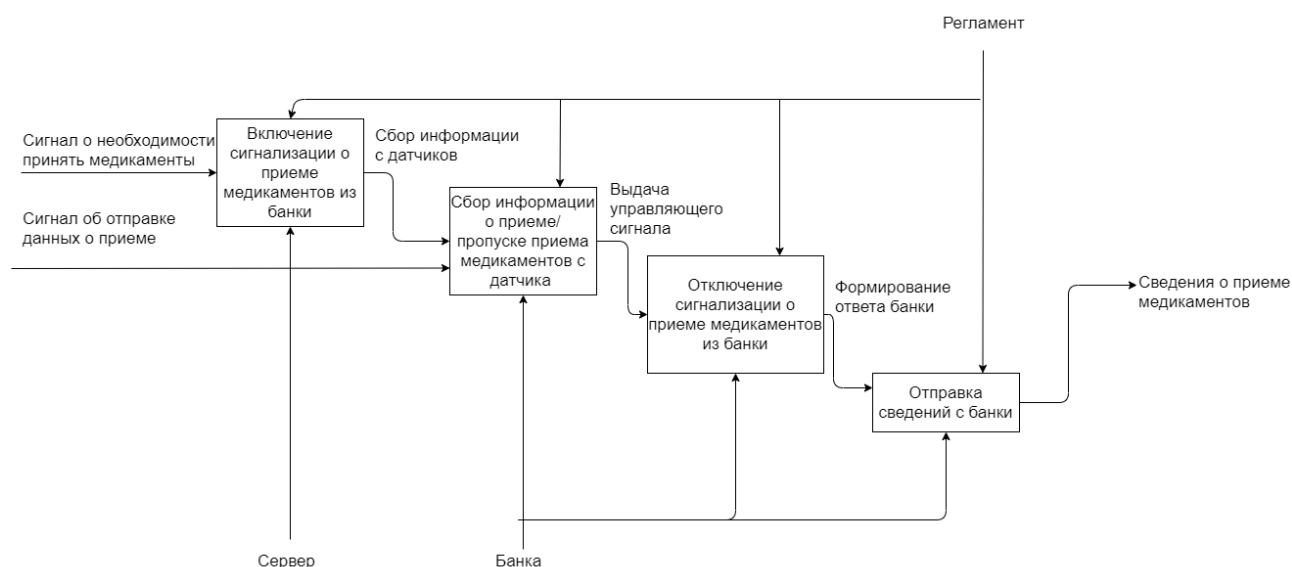 Регламент
Сигнал о необходимости
принять медикаменты
Включение
сигнализации о
приеме
медикаментов из
банки
Сбор информации
с датчиков
Сигнал об отправке
данных о приеме
Сбор информации
о приеме/
пропуске приема
медикаментов с
датчика
Выдача
управляющего
сигнала
Отключение
сигнализации о
приеме медикаментов
из банки
Формирование
ответа банки
Отправка
сведений с банки
Сведения о приеме
медикаментов
Сервер
Банка